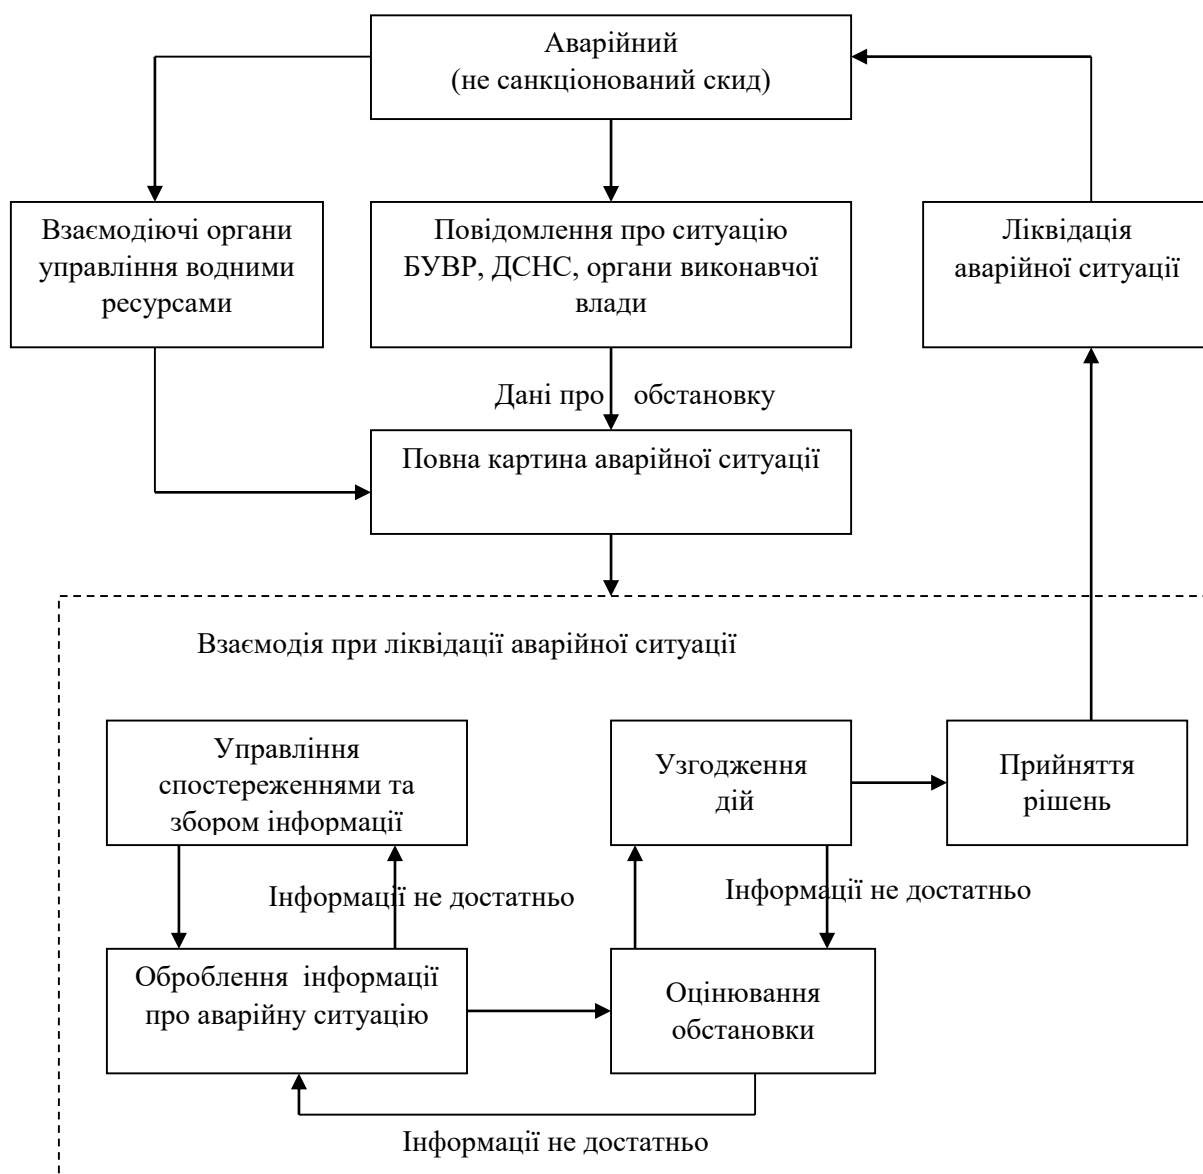 Аварійний
(не санкціонований скид)
Взаємодіючі органи
управління водними
ресурсами
Повідомлення про ситуацію
БУВР, ДСНС, органи виконавчої
влади
Ліквідація
аварійної ситуації
Дані про обстановку
Повна картина аварійної ситуації
Взаємодія при ліквідації аварійної ситуації
Управління
спостереженнями та
збором інформації
Узгодження
дій
Прийняття
рішень
Інформації не достатньо
Інформації не достатньо
Оброблення інформації
про аварійну ситуацію
Оцінювання
обстановки
Інформації не достатньо